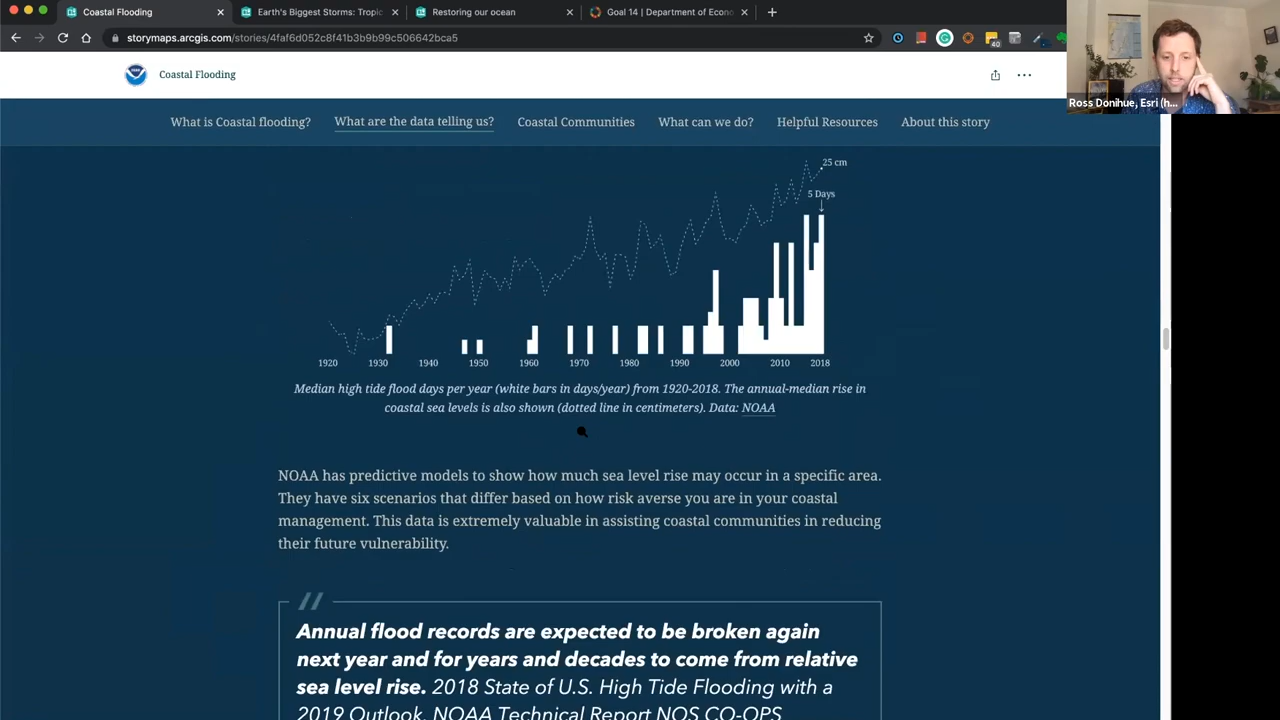 Coastal Flooding
Earth's Biggest Storms: Tropic
Restoring our ocean
Goal 14 | Department of Econo
storymaps.arcgis.com/stories/4faf6d052c8f41b3b9b99c506642bca5
40
Ross Donihue, Esri (h...
Coastal Flooding
What is Coastal flooding?
What are the data telling us?
Coastal Communities
What can we do?
Helpful Resources
About this story
25 cm
5 Days
1920 1930 1940 1950 1960 1970 1980 1990 2000 2010 2018
Median high tide flood days per year (white bars in days/year) from 1920-2018. The annual-median rise in
coastal sea levels is also shown (dotted line in centimeters). Data: NOAA
NOAA has predictive models to show how much sea level rise may occur in a specific area.
They have six scenarios that differ based on how risk averse you are in your coastal
management. This data is extremely valuable in assisting coastal communities in reducing
their future vulnerability.
Annual flood records are expected to be broken again
next year and for years and decades to come from relative
sea level rise. 2018 State of U.S. High Tide Flooding with a
2019 Outlook, NOAA Technical Report NOS CO-OPS